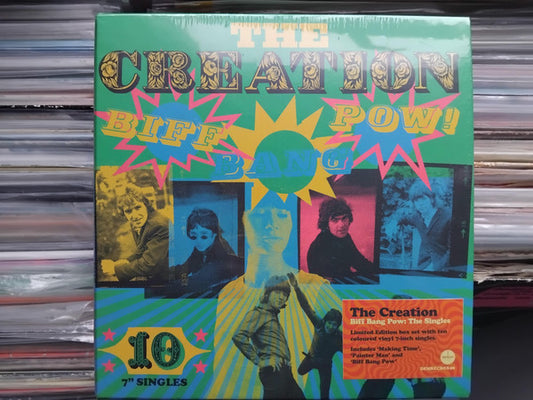 THE
CREATION
BIFF
BANG
POW!
The Creation
Biff Bang Pow: The Singles
Limited Edition box set with ten
coloured vinyl 7-inch singles.
Includes 'Making Time',
'Painter Man' and
'Biff Bang Pow'
10
7" SINGLES